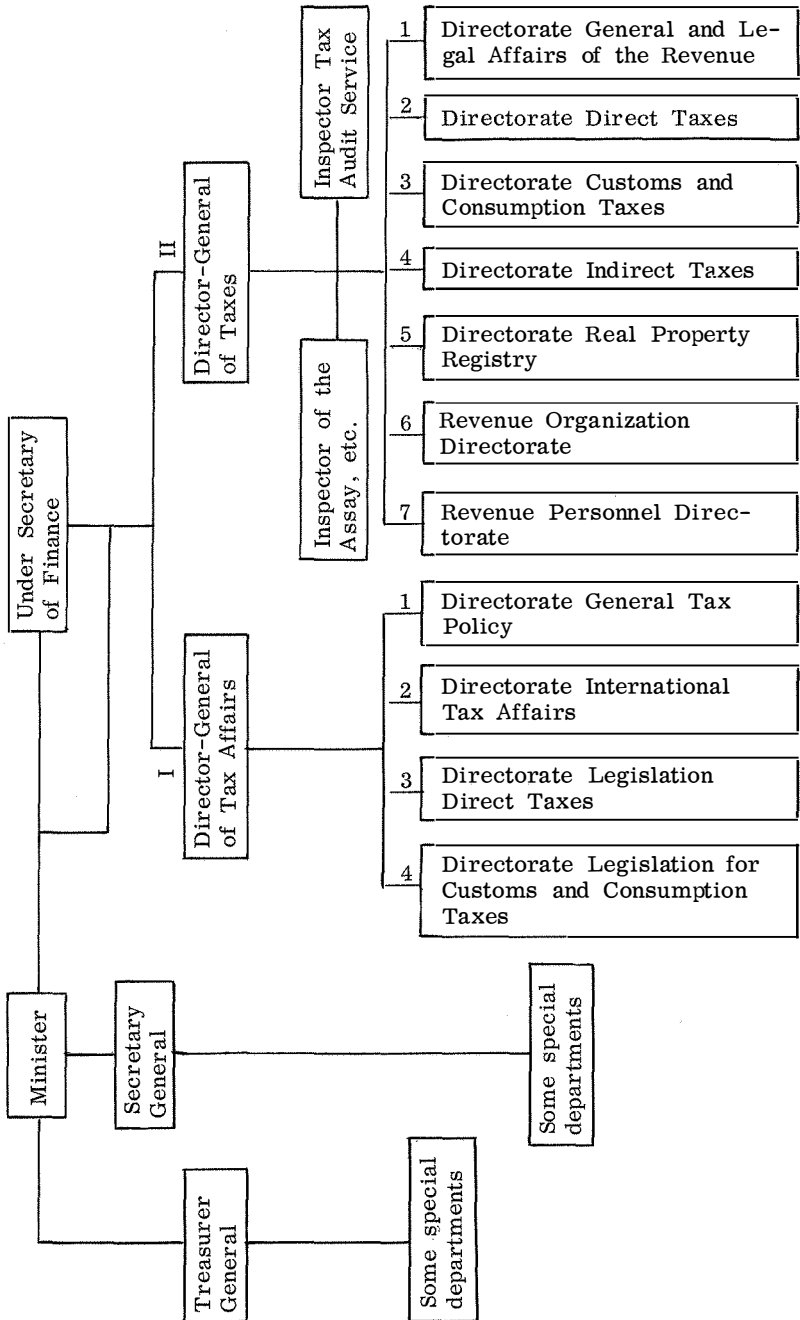 Minister
Under Secretary
of Finance
Treasurer
General
Secretary
General
I
Director-General
of Tax Affairs
II
Director-General
of Taxes
Some special
departments
Some special
departments
Inspector of the
Assay, etc.
Inspector Tax
Audit Service
4
Directorate Legislation for
Customs and Consumption
Taxes
3
Directorate Legislation
Direct Taxes
2
Directorate International
Tax Affairs
1
Directorate General Tax
Policy
7
Revenue Personnel Direc-
torate
6
Revenue Organization
Directorate
5
Directorate Real Property
Registry
4
Directorate Indirect Taxes
3
Directorate Customs and
Consumption Taxes
2
Directorate Direct Taxes
1
Directorate General and Le-
gal Affairs of the Revenue